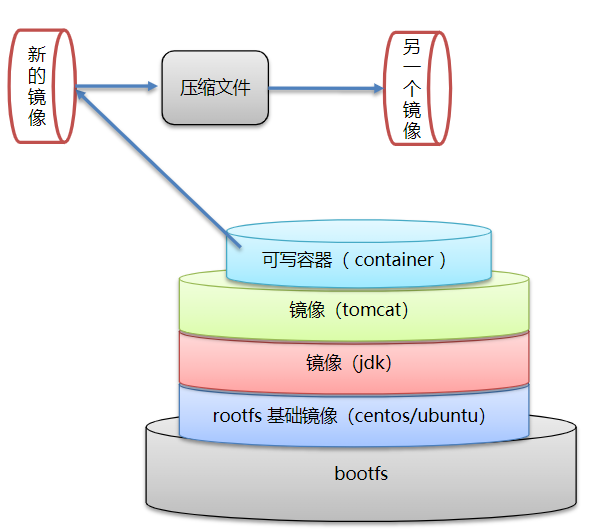 新的镜像
压缩文件
另一个镜像
可写容器（ container ）
镜像（tomcat）
镜像（jdk）
rootfs 基础镜像（centos/ubuntu）
bootfs